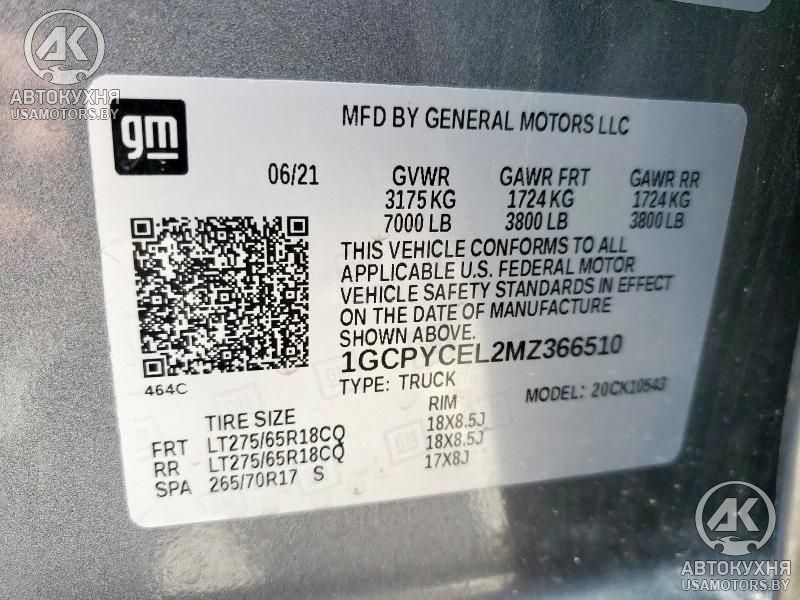 AK
АВТОКУХНЯ
USAMOTORS.BY
gm
MFD BY GENERAL MOTORS LLC
06/21 GVWR GAWR FRT GAWR RR
3175 KG 1724 KG 1724 KG
7000 LB 3800 LB 3800 LB
THIS VEHICLE CONFORMS TO ALL
APPLICABLE U.S. FEDERAL MOTOR
VEHICLE SAFETY STANDARDS IN EFFECT
ON THE DATE OF MANUFACTURE
SHOWN ABOVE.
1GCPYCEL2MZ366510
464C
TYPE: TRUCK MODEL: 20CK10543
TIRE SIZE RIM
FRT LT275/65R18CQ 18X8.5J
RR LT275/65R18CQ 18X8.5J
SPA 265/70R17 S 17X8J
GM
AK
АВТОКУХНЯ
USAMOTORS.BY